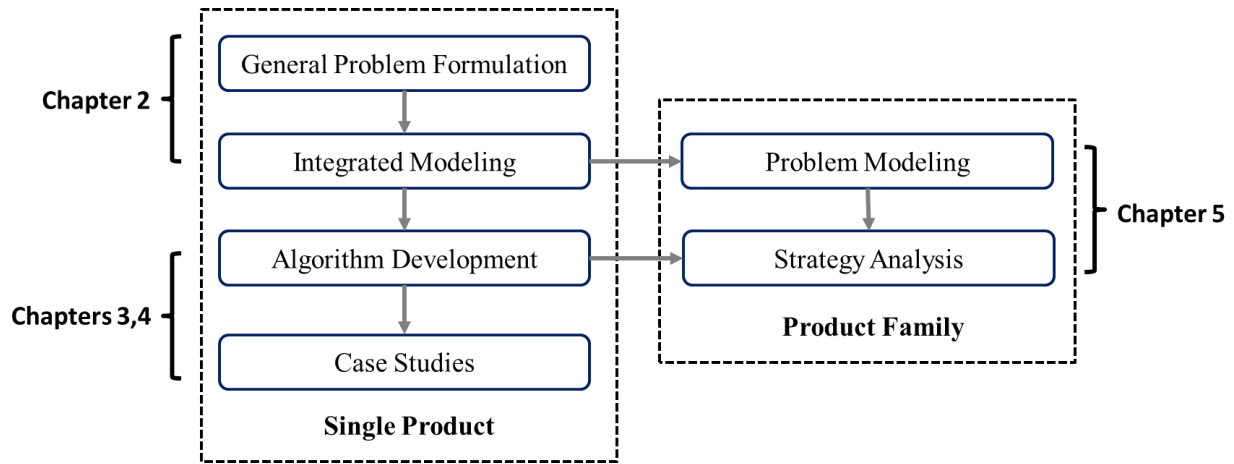 General Problem Formulation
Chapter 2
Integrated Modeling
Problem Modeling
Chapter 5
Algorithm Development
Strategy Analysis
Chapters 3,4
Product Family
Case Studies
Single Product